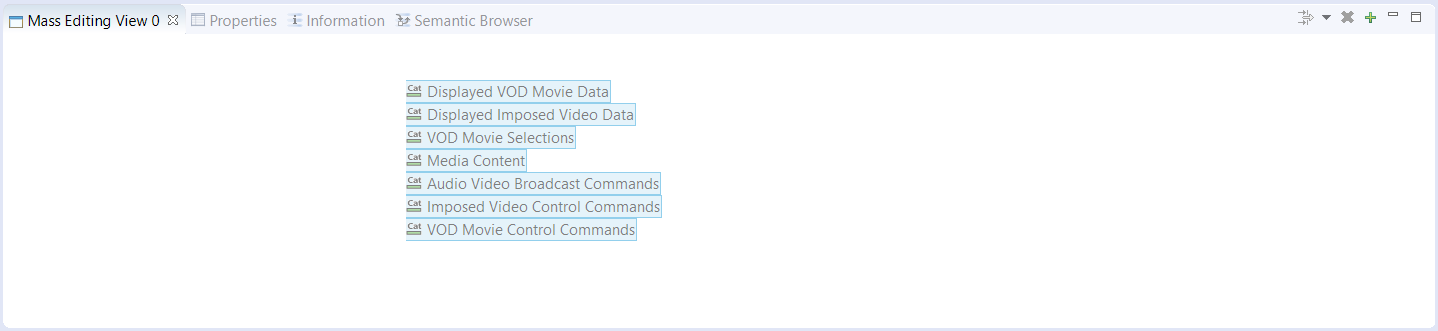 Mass Editing View 0 Properties Information Semantic Browser
Cat Displayed VOD Movie Data
Cat Displayed Imposed Video Data
Cat VOD Movie Selections
Cat Media Content
Cat Audio Video Broadcast Commands
Cat Imposed Video Control Commands
Cat VOD Movie Control Commands